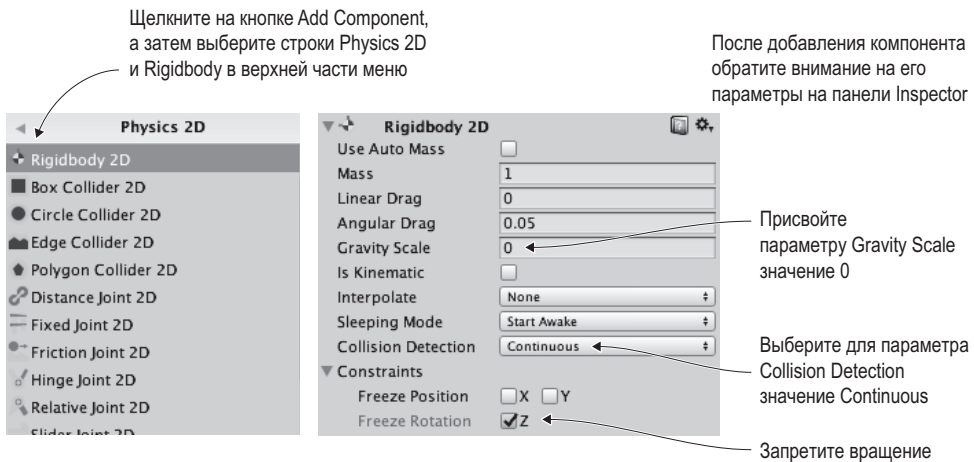 Щелкните на кнопке Add Component,
а затем выберите строки Physics 2D
и Rigidbody в верхней части меню
После добавления компонента
обратите внимание на его
параметры на панели Inspector
Physics 2D
Rigidbody 2D
Box Collider 2D
Circle Collider 2D
Edge Collider 2D
Polygon Collider 2D
Distance Joint 2D
Fixed Joint 2D
Friction Joint 2D
Hinge Joint 2D
Relative Joint 2D
Slider Joint 2D
Rigidbody 2D
Use Auto Mass
Mass 1
Linear Drag 0
Angular Drag 0.05
Gravity Scale 0
Is Kinematic
Interpolate None
Sleeping Mode Start Awake
Collision Detection Continuous
Constraints
Freeze Position X Y
Freeze Rotation Z
Присвойте
параметру Gravity Scale
значение 0
Выберите для параметра
Collision Detection
значение Continuous
Запретите вращение